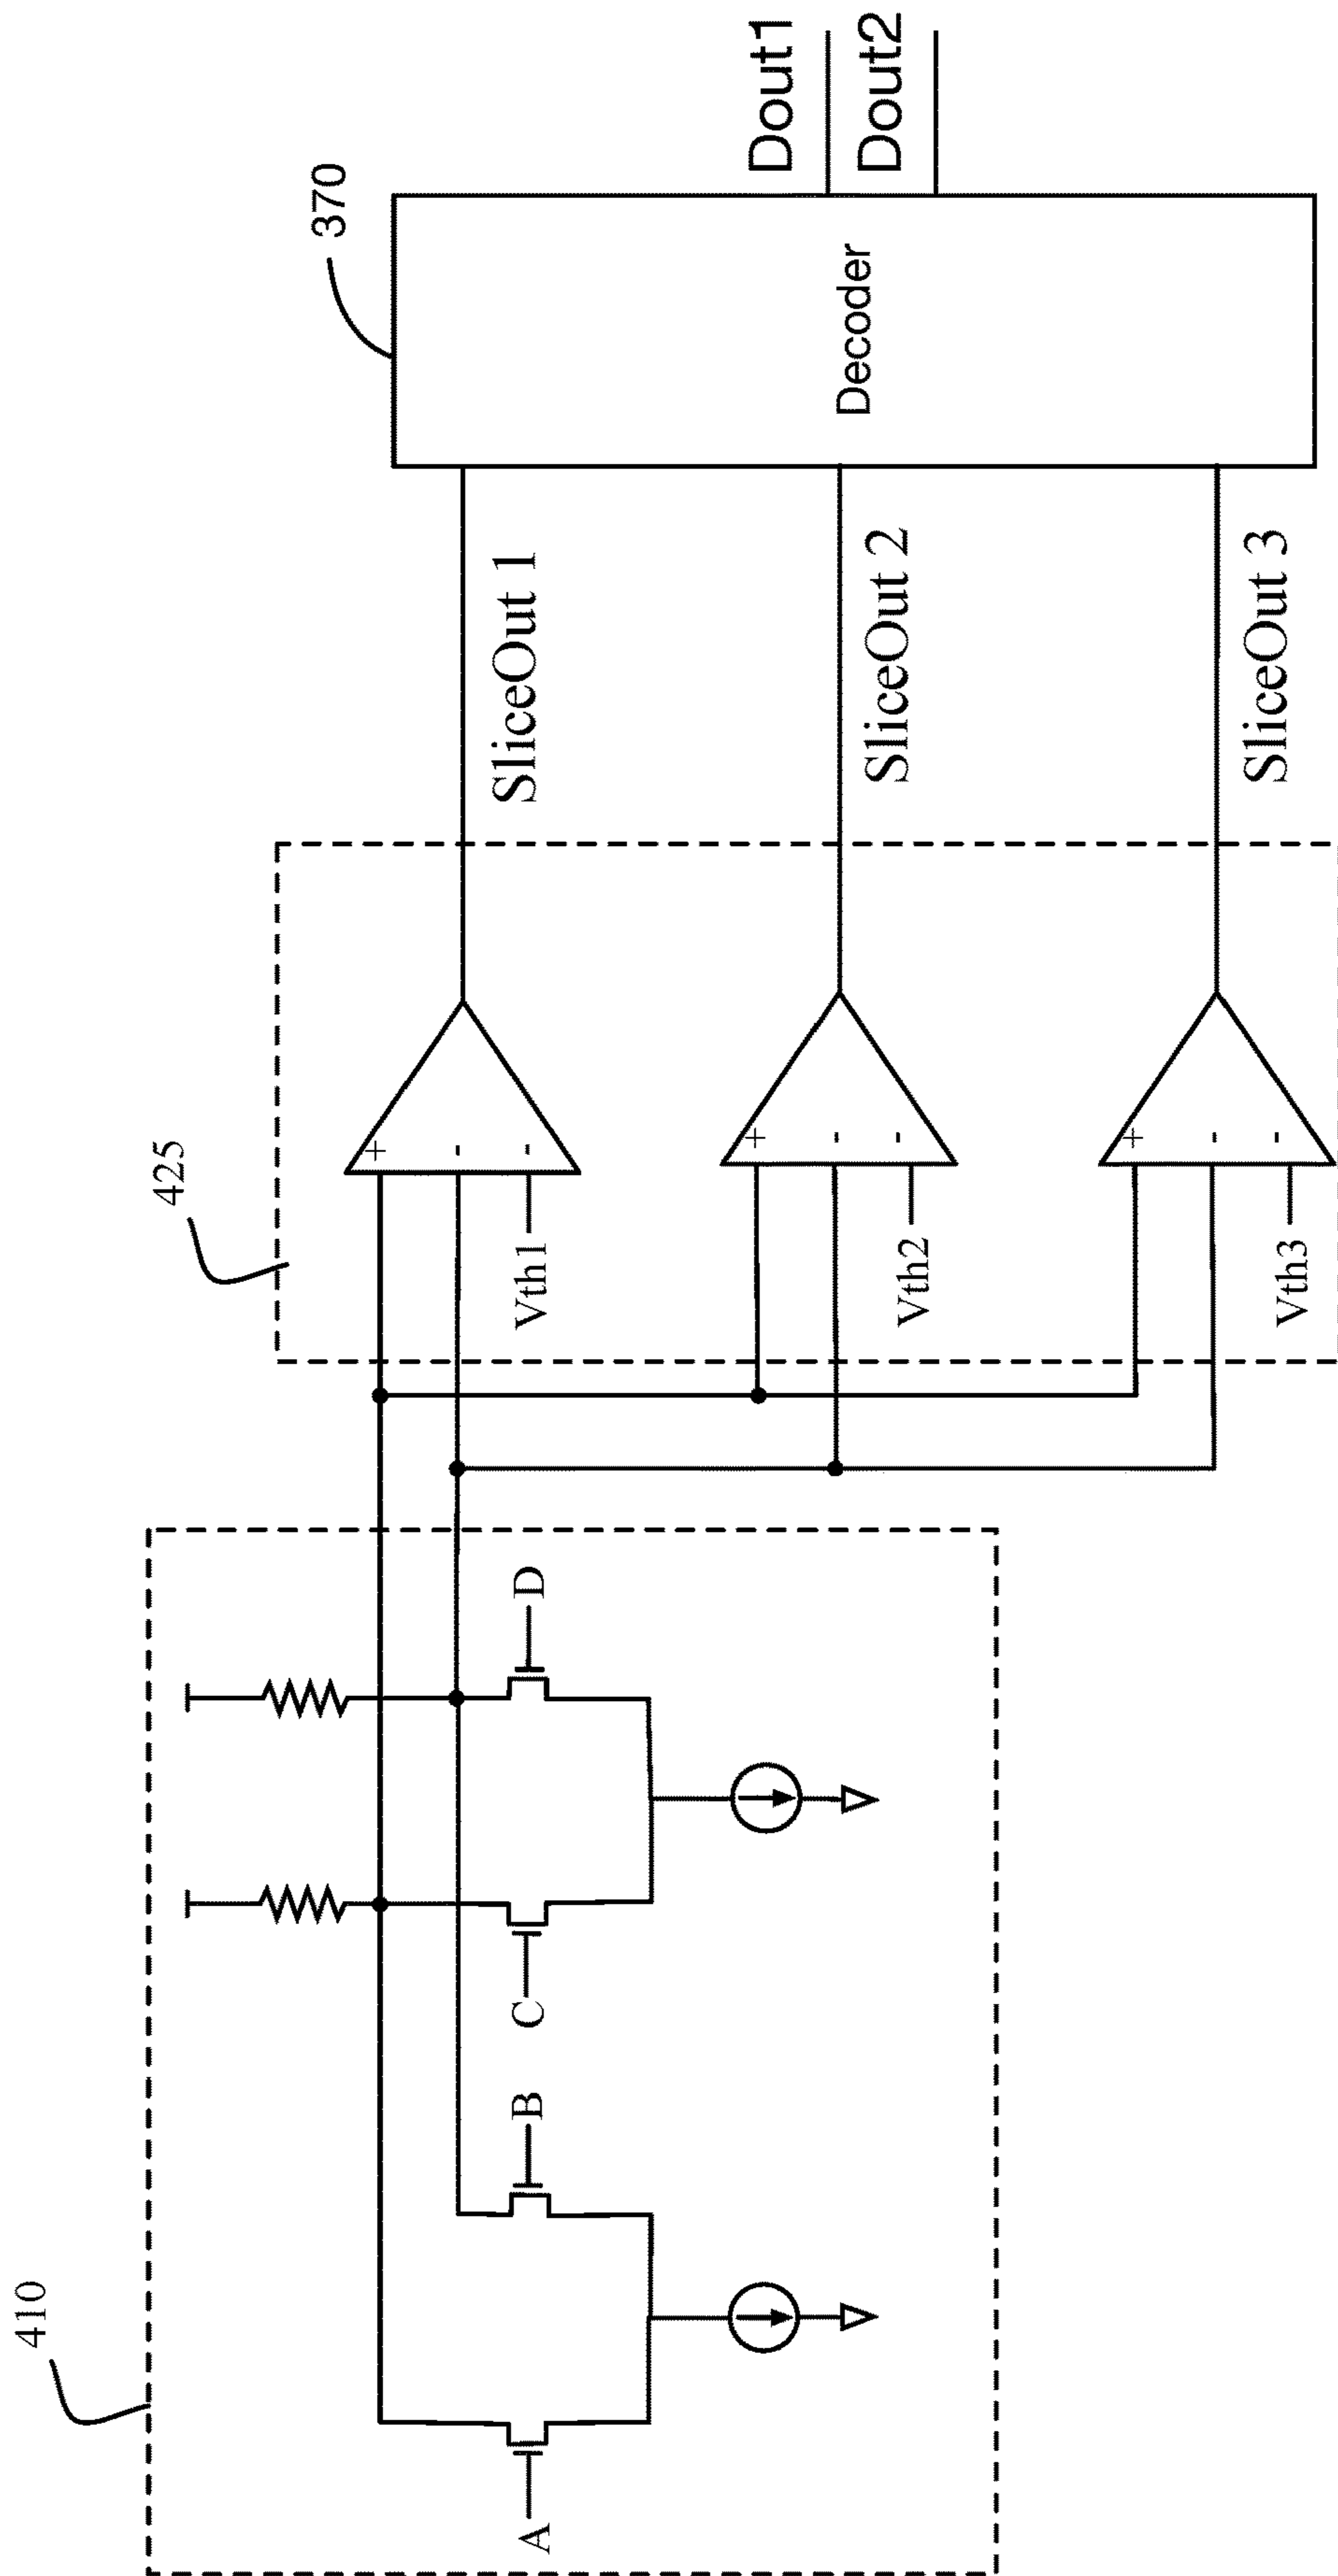 410
A
B
C
D
425
Vth1
Vth2
Vth3
+
-
-
+
-
-
+
-
-
SliceOut 1
SliceOut 2
SliceOut 3
370
Decoder
Dout1
Dout2